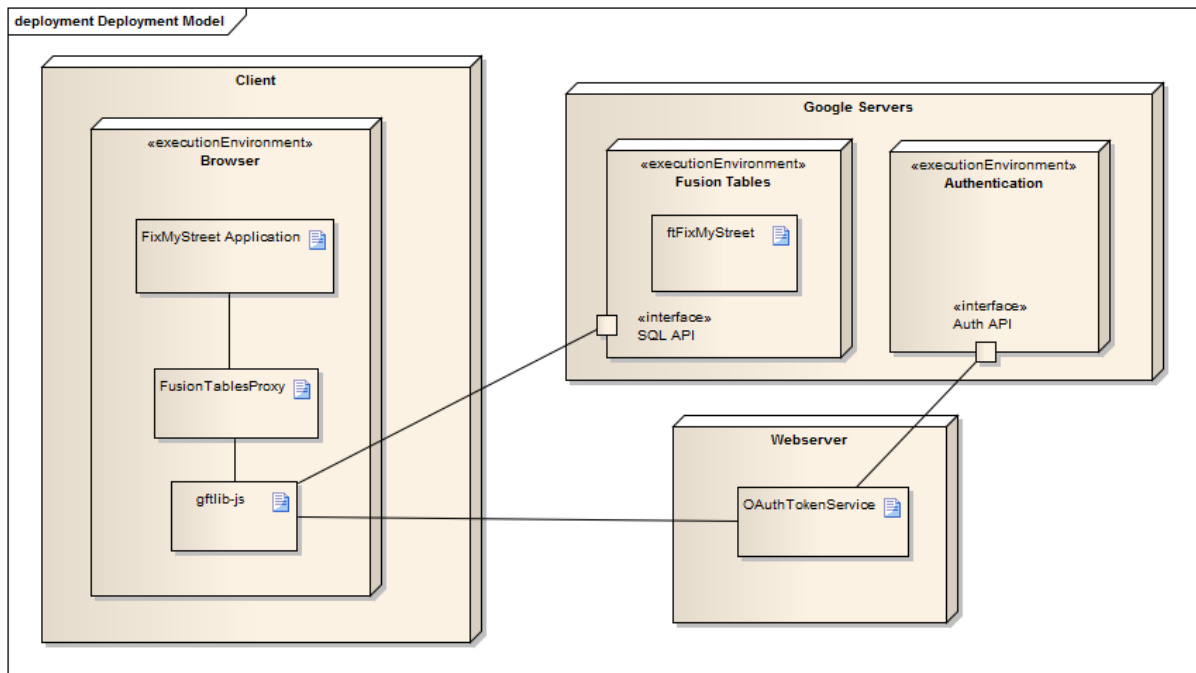 deployment Deployment Model
Client
«executionEnvironment»
Browser
FixMyStreet Application
FusionTablesProxy
gftlib-js
Google Servers
«executionEnvironment»
Fusion Tables
ftFixMyStreet
«interface»
SQL API
«executionEnvironment»
Authentication
«interface»
Auth API
Webserver
OAuthTokenService